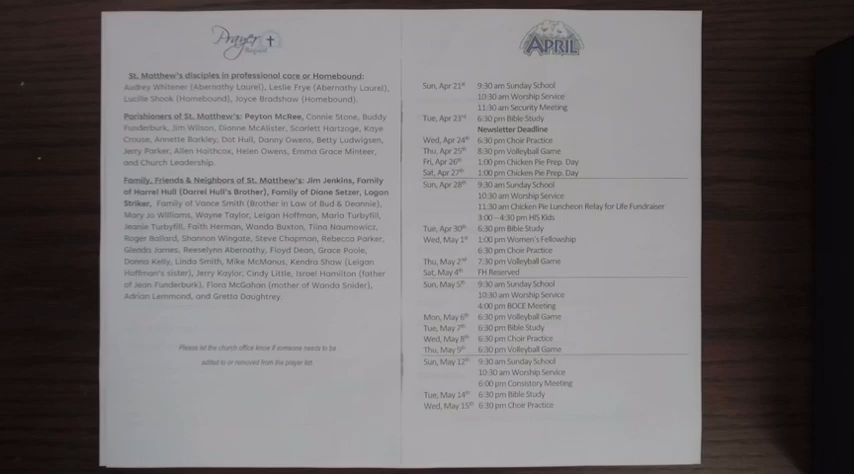 Prayer
Request
St. Matthew's disciples in professional care or Homebound:
Audrey Whitener (Abernathy Laurel), Leslie Frye (Abernathy Laurel),
Lucille Shook (Homebound), Joyce Bradshaw (Homebound).
Parishioners of St. Matthew's: Peyton McRee, Connie Stone, Buddy
Funderburk, Jim Wilson, Dianne McAlister, Scarlett Hartzoge, Kaye
Crouse, Annette Barkley, Dot Hull, Danny Owens, Betty Ludwigsen,
Jerry Parker, Allen Haithcox, Helen Owens, Emma Grace Minteer,
and Church Leadership.
Family, Friends & Neighbors of St. Matthew's: Jim Jenkins, Family
of Harrel Hull (Darrel Hull's Brother), Family of Diane Setzer, Logan
Striker, Family of Vance Smith (Brother in Law of Bud & Deannie),
Mary Jo Williams, Wayne Taylor, Leigan Hoffman, Maria Turbyfill,
Jeanie Turbyfill, Faith Herman, Wanda Buxton, Tiina Naumowicz,
Roger Ballard, Shannon Wingate, Steve Chapman, Rebecca Parker,
Glenda James, Reeselynn Abernathy, Floyd Dean, Grace Poole,
Donna Kelly, Linda Smith, Mike McManus, Kendra Shaw (Leigan
Hoffman's sister), Jerry Kaylor, Cindy Little, Israel Hamilton (father
of Jean Funderburk), Flora McGahan (mother of Wanda Snider),
Adrian Lemmond, and Gretta Daughtrey.
Please let the church office know if someone needs to be
added to or removed from the prayer list.
APRIL
Sun, Apr 21st 9:30 am Sunday School
10:30 am Worship Service
11:30 am Security Meeting
Tue, Apr 23rd 6:30 pm Bible Study
Newsletter Deadline
Wed, Apr 24th 6:30 pm Choir Practice
Thu, Apr 25th 8:30 pm Volleyball Game
Fri, Apr 26th 1:00 pm Chicken Pie Prep. Day
Sat, Apr 27th 1:00 pm Chicken Pie Prep. Day
Sun, Apr 28th 9:30 am Sunday School
10:30 am Worship Service
11:30 am Chicken Pie Luncheon Relay for Life Fundraiser
3:00 – 4:30 pm HIS Kids
Tue, Apr 30th 6:30 pm Bible Study
Wed, May 1st 1:00 pm Women's Fellowship
6:30 pm Choir Practice
Thu, May 2nd 7:30 pm Volleyball Game
Sat, May 4th FH Reserved
Sun, May 5th 9:30 am Sunday School
10:30 am Worship Service
4:00 pm BOCE Meeting
Mon, May 6th 6:30 pm Volleyball Game
Tue, May 7th 6:30 pm Bible Study
Wed, May 8th 6:30 pm Choir Practice
Thu, May 9th 6:30 pm Volleyball Game
Sun, May 12th 9:30 am Sunday School
10:30 am Worship Service
6:00 pm Consistory Meeting
Tue, May 14th 6:30 pm Bible Study
Wed, May 15th 6:30 pm Choir Practice